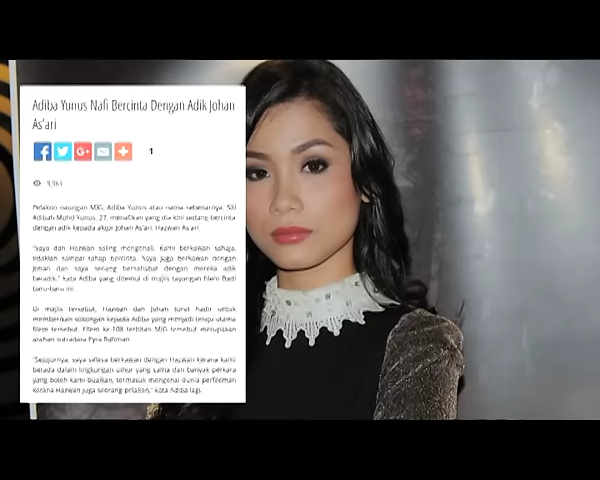 Adiba Yunus Nafi Bercinta Dengan Adik Johan
As'ari
1
Pelakon naungan MIG, Adiba Yunus atau nama sebenarnya, Siti
Adibah Mohd Yunus, 27, menafikan yang dia kini sedang bercinta
dengan adik kepada aktor Johan As'ari, Hazwan As'ari.
"Saya dan Hazwan saling mengenali. Kami berkawan sahaja,
tidaklah sampai tahap bercinta. Saya juga berkawan dengan
Johan dan saya senang bersahabat dengan mereka adik
beradik," kata Adiba yang ditemui di majlis tayangan filem
baru-baru ini.
Di majlis tersebut, Hazwan dan Johan turut hadir untuk
memberikan sokongan kepada Adiba yang menjadi teraju utama
filem tersebut. Filem ke-108 terbitan MIG tersebut merupakan
arahan sutradara Pyra Rahman.
"Sejujurnya, saya selesa berkawan dengan Hazwan kerana kami
berada dalam lingkungan umur yang sama dan banyak perkara
yang boleh kami bualkan, termasuk mengenai dunia perfileman
kerana Hazwan juga seorang pelakon," kata Adiba lagi.